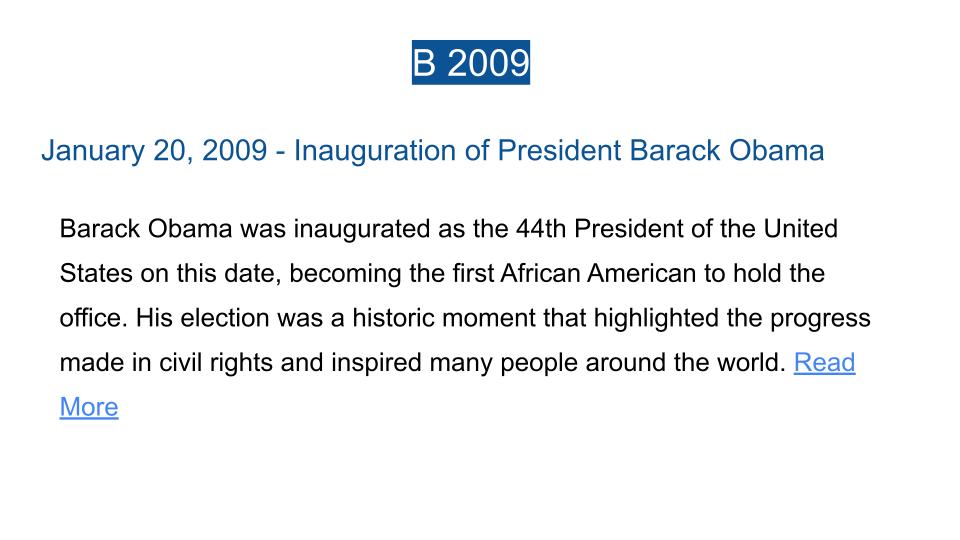 B 2009
January 20, 2009 - Inauguration of President Barack Obama
Barack Obama was inaugurated as the 44th President of the United
States on this date, becoming the first African American to hold the
office. His election was a historic moment that highlighted the progress
made in civil rights and inspired many people around the world. Read
More